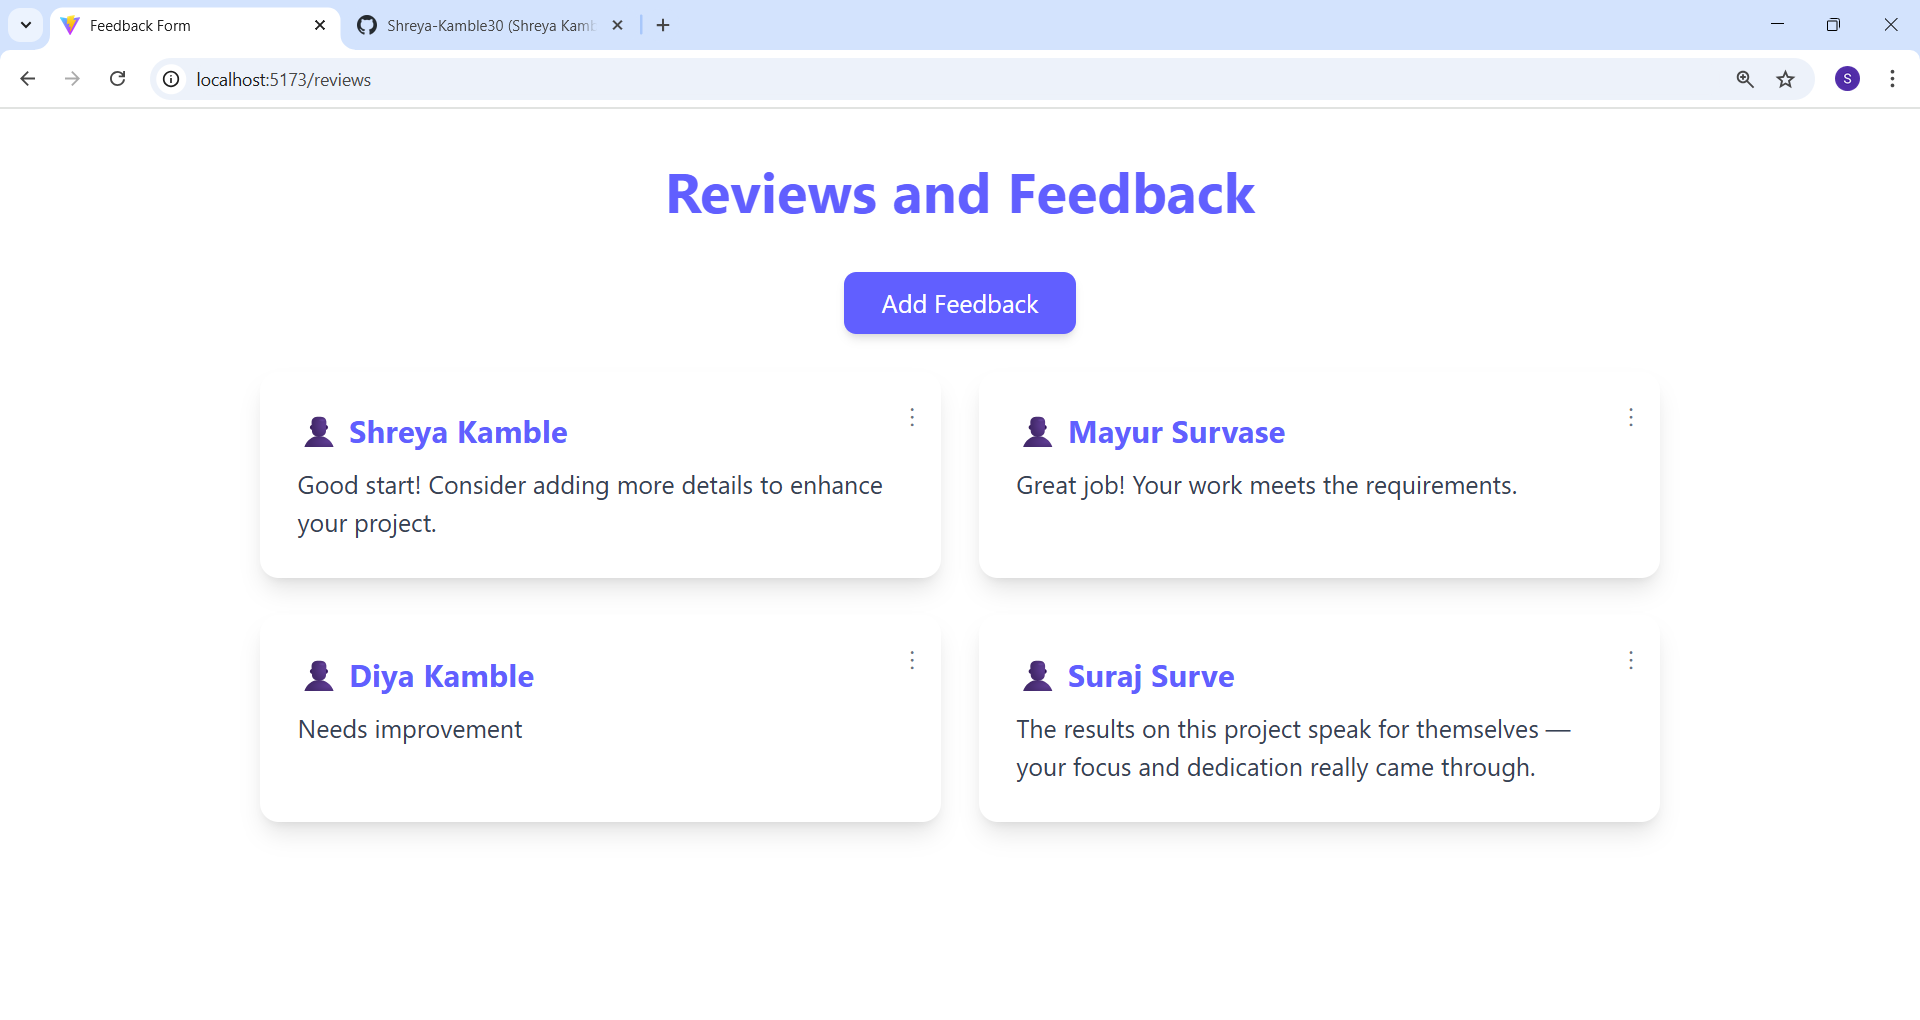 Feedback Form
Shreya-Kamble30 (Shreya Kamb
localhost:5173/reviews
S
Reviews and Feedback
Add Feedback
Shreya Kamble
Good start! Consider adding more details to enhance
your project.
Mayur Survase
Great job! Your work meets the requirements.
Diya Kamble
Needs improvement
Suraj Surve
The results on this project speak for themselves —
your focus and dedication really came through.